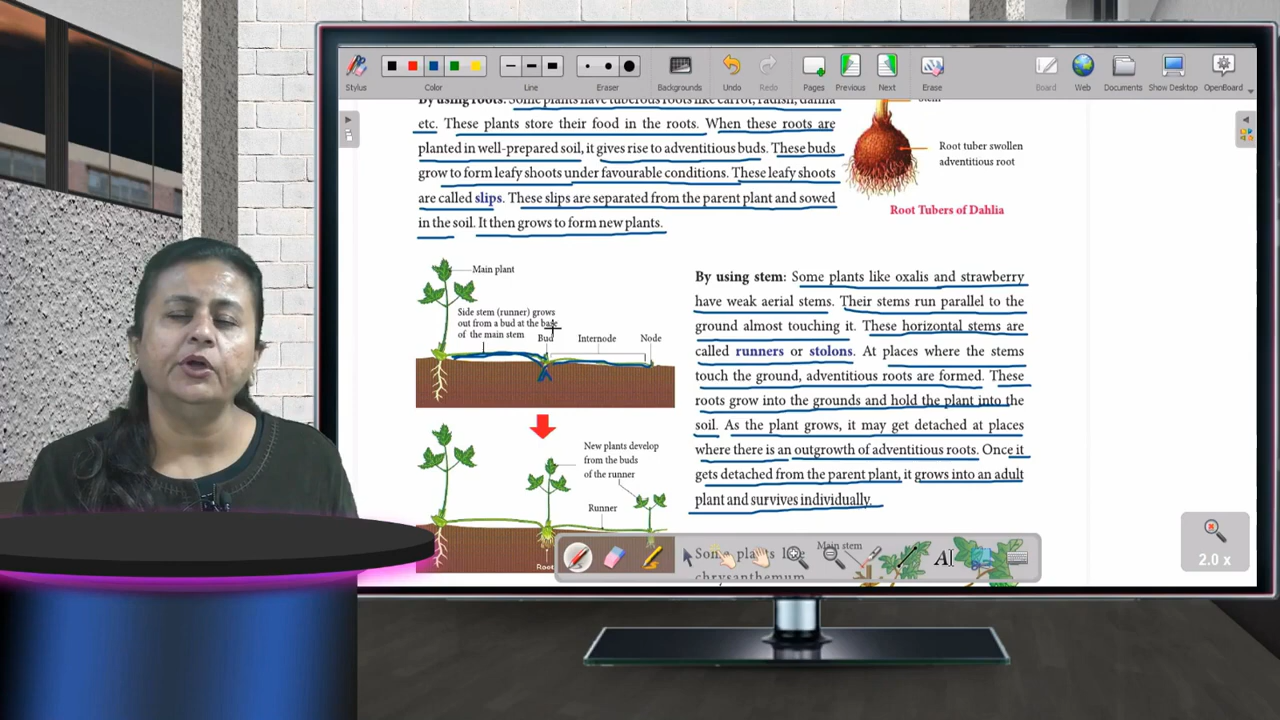 Stylus
Color
Line
Eraser
Backgrounds
Undo
Redo
Pages
Previous
Next
Erase
Board
Web
Documents
Show Desktop
OpenBoard
By using roots: Some plants have tuberous roots like carrot, radish, dahlia
etc. These plants store their food in the roots. When these roots are
planted in well-prepared soil, it gives rise to adventitious buds. These buds
grow to form leafy shoots under favourable conditions. These leafy shoots
are called slips. These slips are separated from the parent plant and sowed
in the soil. It then grows to form new plants.
Stem
Root tuber swollen
adventitious root
Root Tubers of Dahlia
Main plant
Side stem (runner) grows
out from a bud at the base
of the main stem
Bud
Internode
Node
New plants develop
from the buds
of the runner
Runner
Root
By using stem: Some plants like oxalis and strawberry
have weak aerial stems. Their stems run parallel to the
ground almost touching it. These horizontal stems are
called runners or stolons. At places where the stems
touch the ground, adventitious roots are formed. These
roots grow into the grounds and hold the plant into the
soil. As the plant grows, it may get detached at places
where there is an outgrowth of adventitious roots. Once it
gets detached from the parent plant, it grows into an adult
plant and survives individually.
Some plants like
chrysanthemum
Main stem
AI
2.0 x